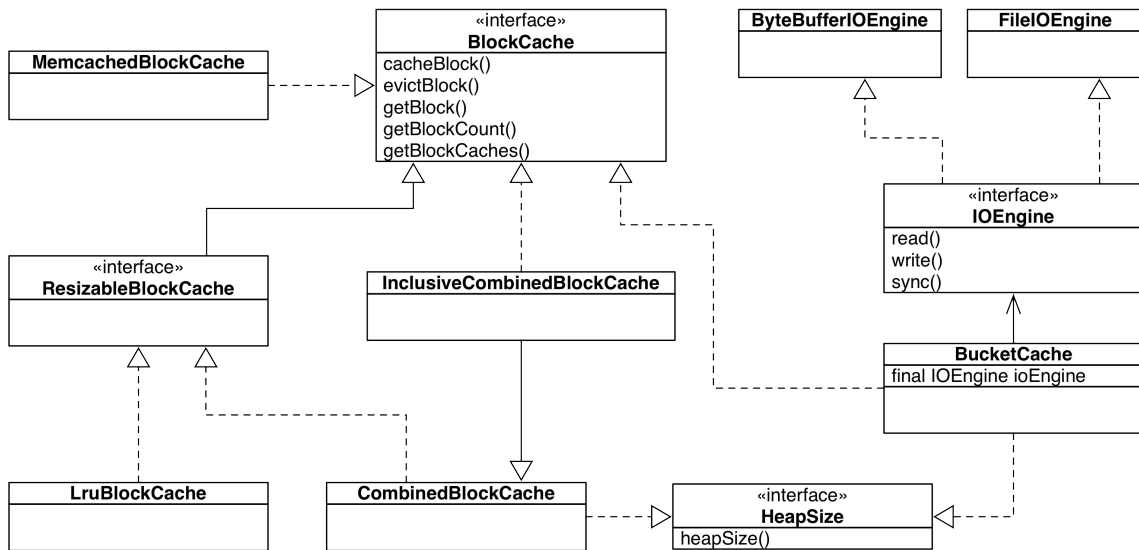 «interface»
BlockCache
cacheBlock()
evictBlock()
getBlock()
getBlockCount()
getBlockCaches()
MemcachedBlockCache
ByteBufferIOEngine
FileIOEngine
«interface»
IOEngine
read()
write()
sync()
«interface»
ResizableBlockCache
InclusiveCombinedBlockCache
BucketCache
final IOEngine ioEngine
LruBlockCache
CombinedBlockCache
«interface»
HeapSize
heapSize()